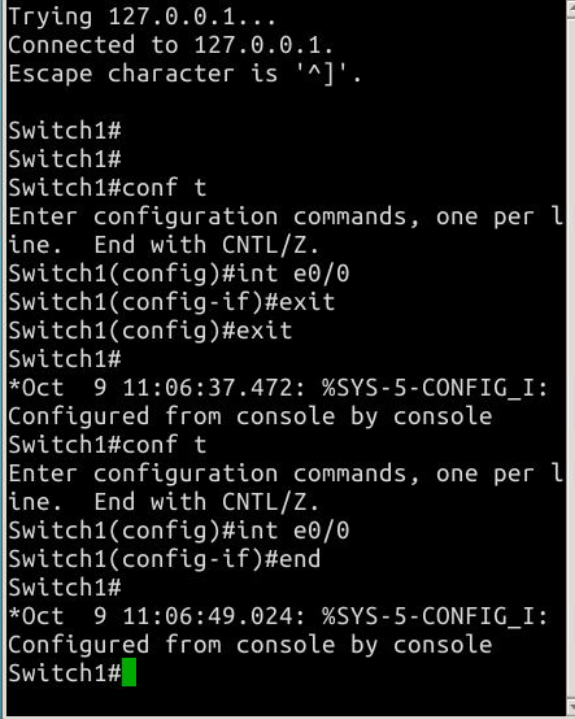 Trying 127.0.0.1...
Connected to 127.0.0.1.
Escape character is '^]'.
Switch1#
Switch1#
Switch1#conf t
Enter configuration commands, one per l
ine.  End with CNTL/Z.
Switch1(config)#int e0/0
Switch1(config-if)#exit
Switch1(config)#exit
Switch1#
*Oct  9 11:06:37.472: %SYS-5-CONFIG_I:
Configured from console by console
Switch1#conf t
Enter configuration commands, one per l
ine.  End with CNTL/Z.
Switch1(config)#int e0/0
Switch1(config-if)#end
Switch1#
*Oct  9 11:06:49.024: %SYS-5-CONFIG_I:
Configured from console by console
Switch1#